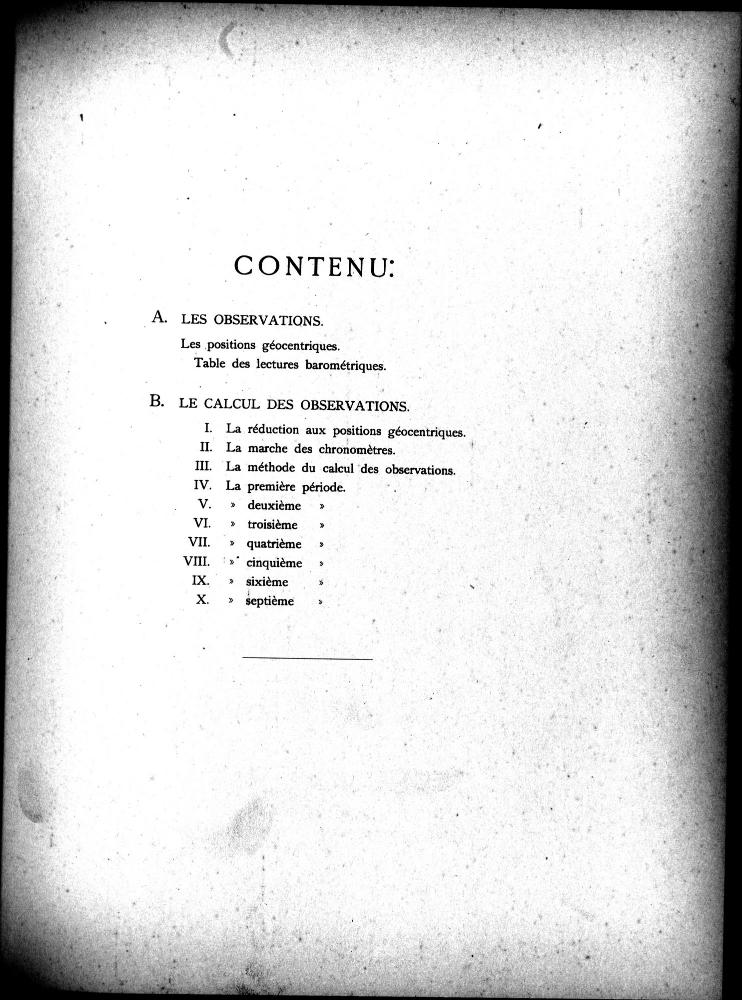 CONTENU:
A. LES OBSERVATIONS.
Les positions géocentriques.
Table des lectures barométriques.
B. LE CALCUL DES OBSERVATIONS.
I. La réduction aux positions géocentriques.
II. La marche des chronomètres.
III. La méthode du calcul des observations.
IV. La première période.
V. » deuxième »
VI. » troisième »
VII. » quatrième »
VIII. » cinquième »
IX. » sixième »
X. » septième »